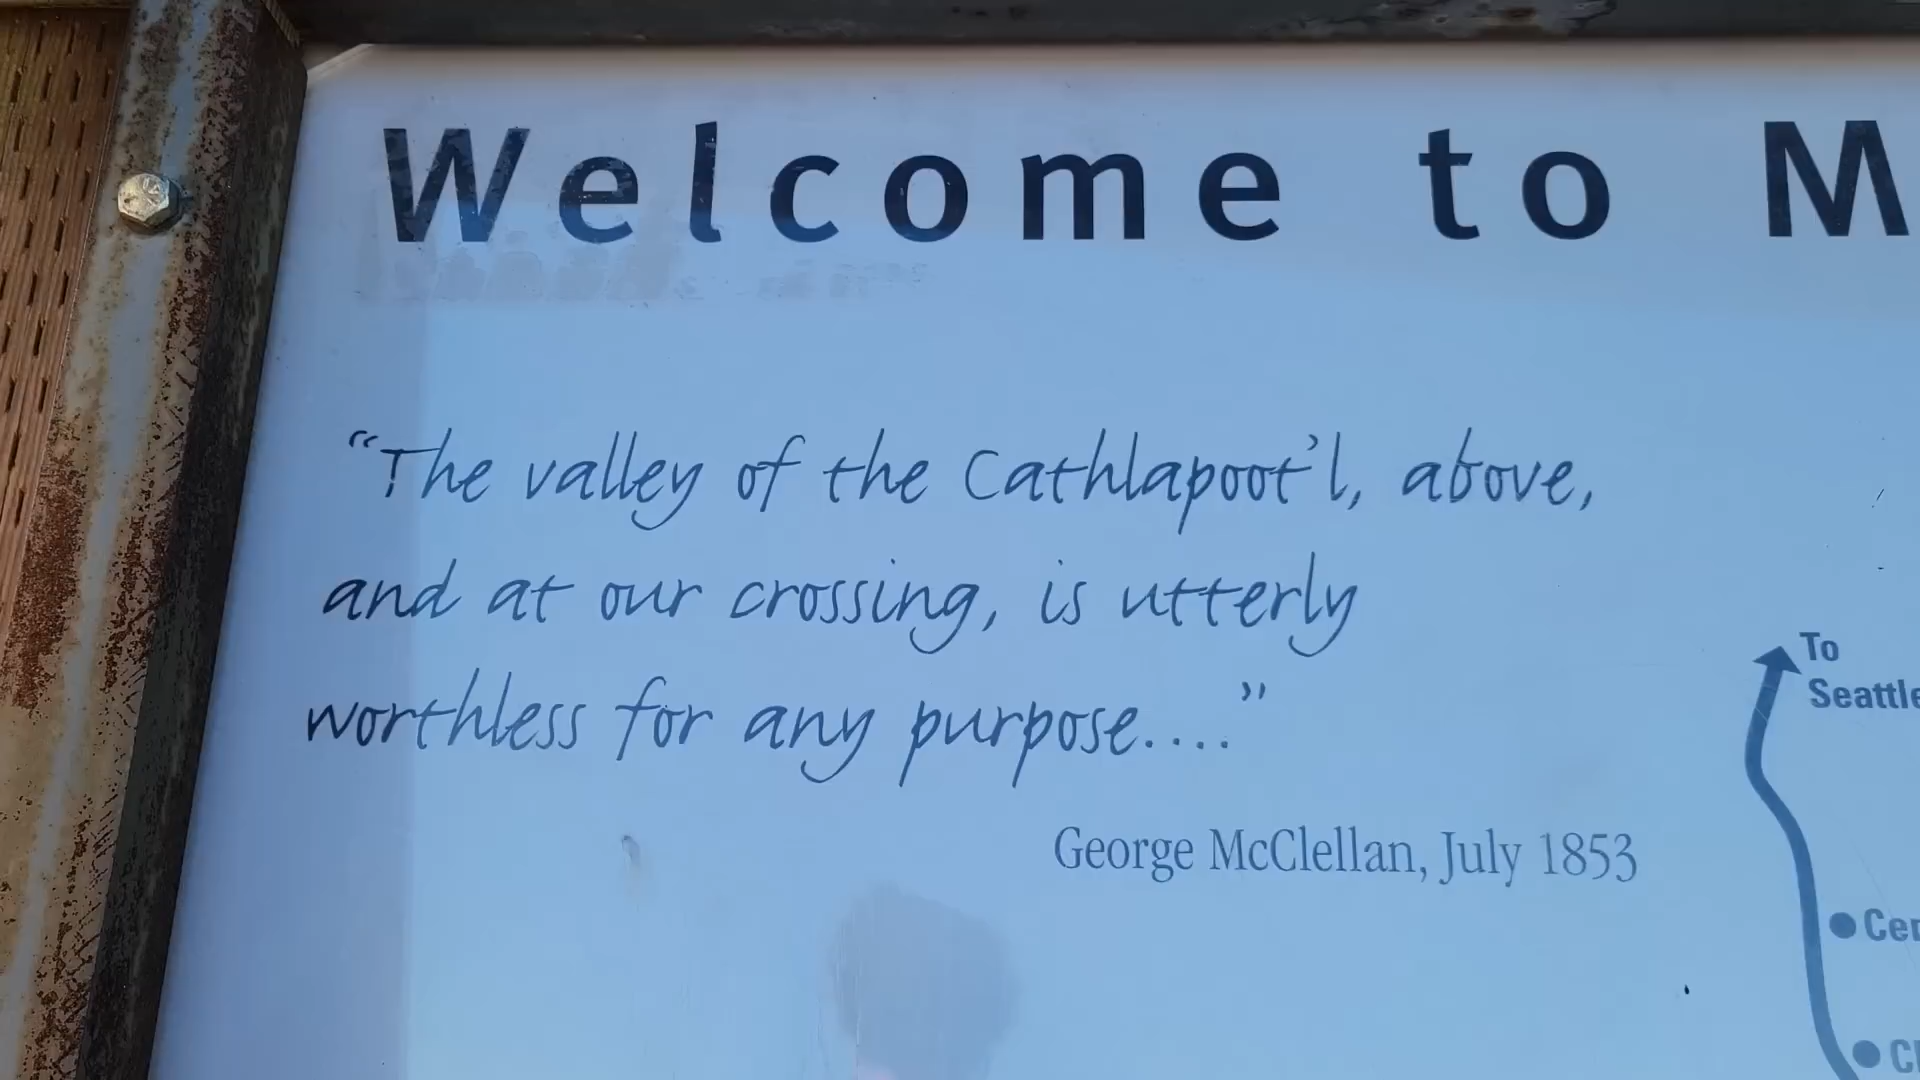 Welcome to M
“The valley of the Cathlapoot’l, above,
and at our crossing, is utterly
worthless for any purpose....”
George McClellan, July 1853
To
Seattle